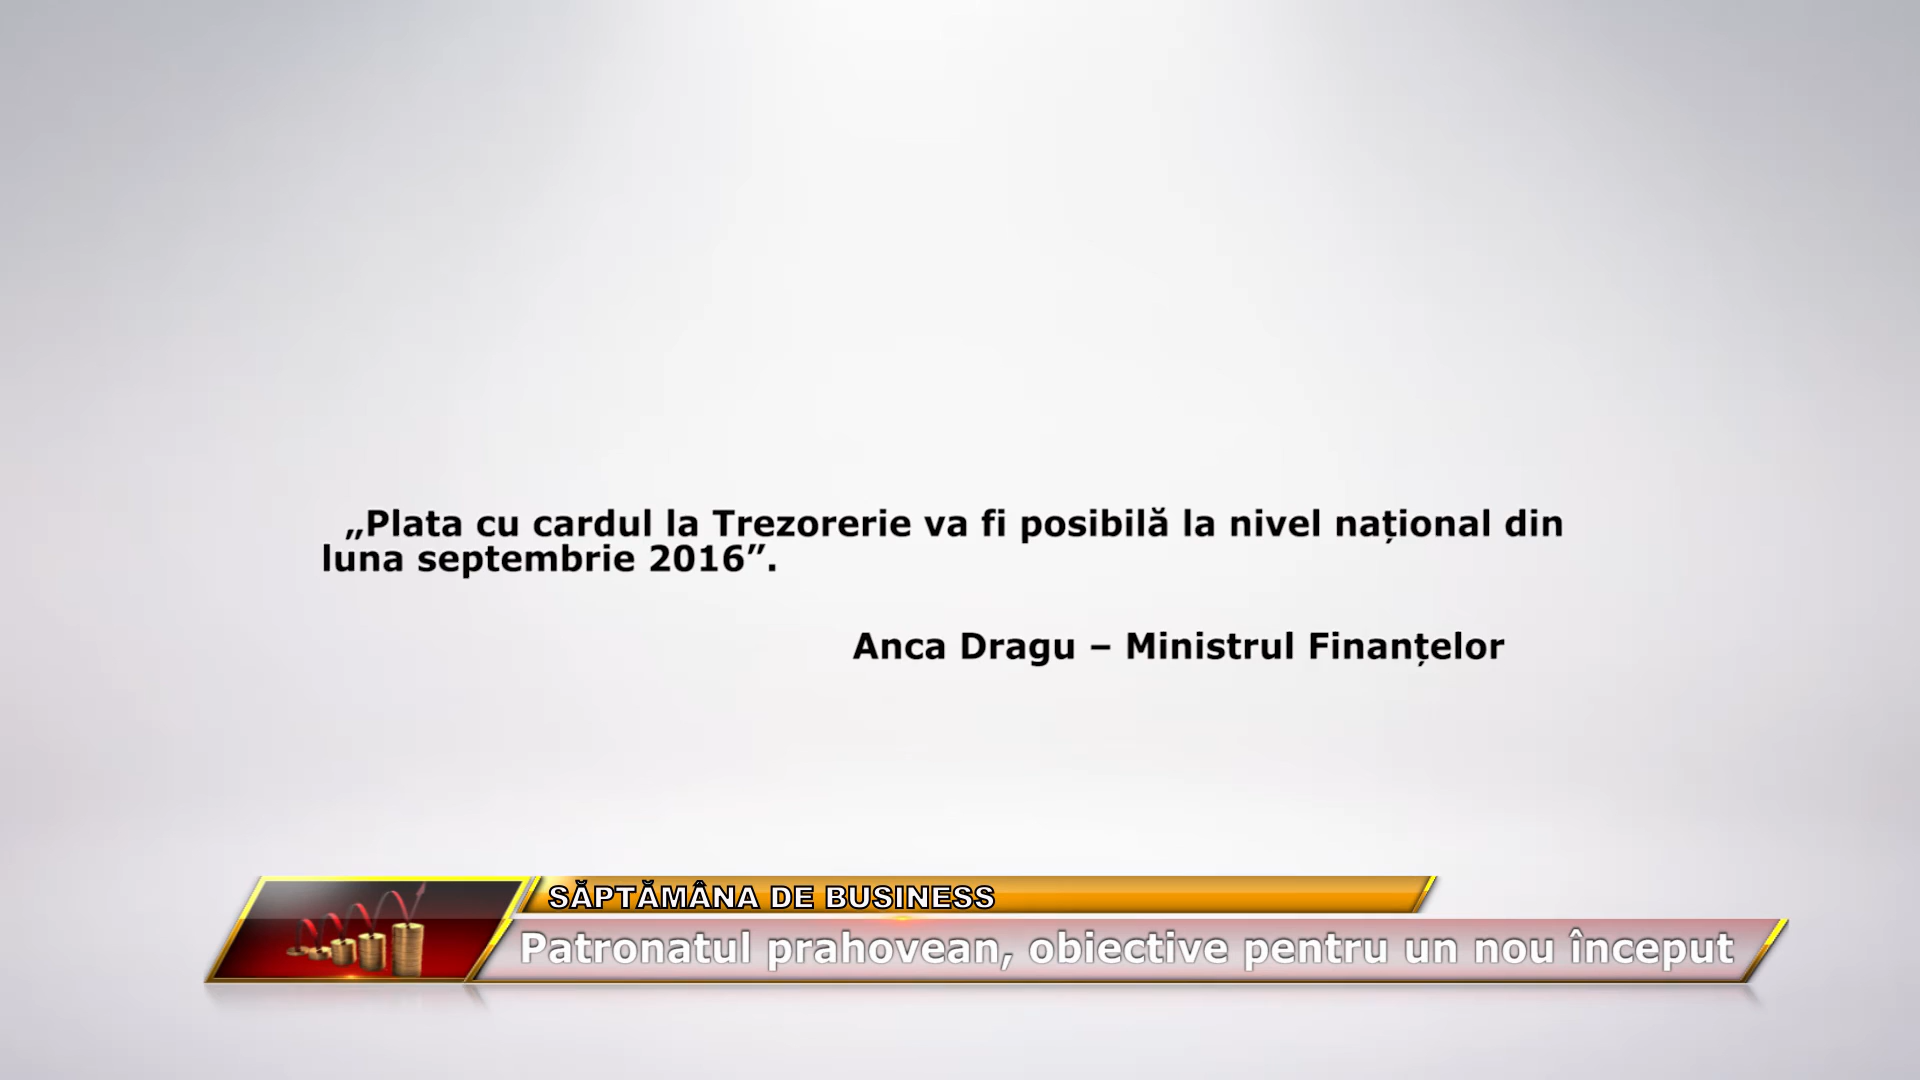 „Plata cu cardul la Trezorerie va fi posibilă la nivel național din
luna septembrie 2016”.
Anca Dragu – Ministrul Finanțelor
SĂPTĂMÂNA DE BUSINESS
Patronatul prahovean, obiective pentru un nou început